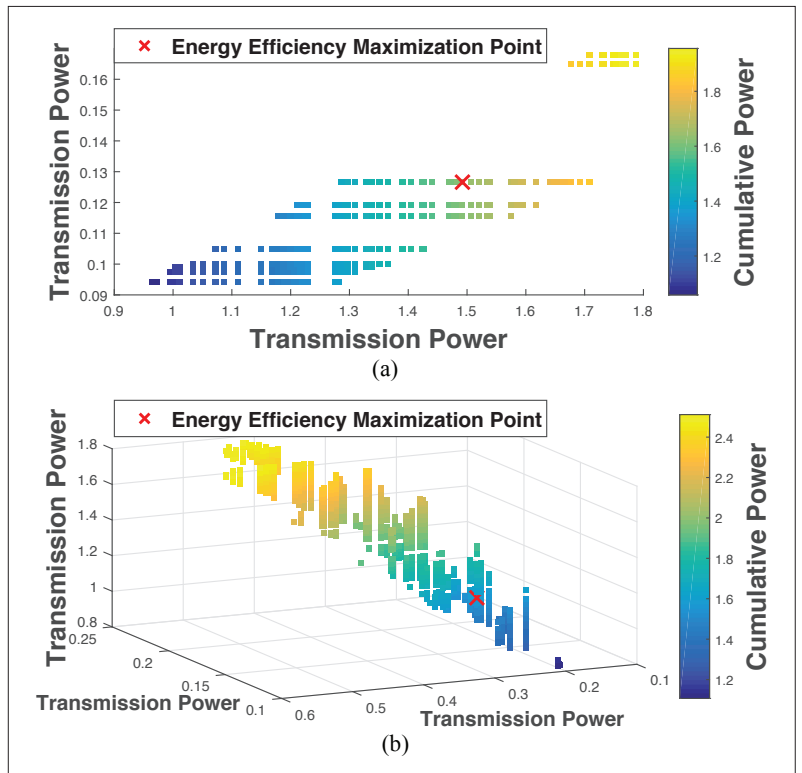 × Energy Efficiency Maximization Point
Transmission Power
0.16
0.15
0.14
0.13
0.12
0.11
0.1
0.09
0.9 1 1.1 1.2 1.3 1.4 1.5 1.6 1.7 1.8
Transmission Power
1.8
1.6
1.4
1.2
Cumulative Power
(a)
× Energy Efficiency Maximization Point
Transmission Power
1.8
1.6
1.4
1.2
1
0.8
0.25
0.2
0.15
0.1
Transmission Power
0.6 0.5 0.4 0.3 0.2 0.1
Transmission Power
2.4
2.2
2
1.8
1.6
1.4
1.2
Cumulative Power
(b)